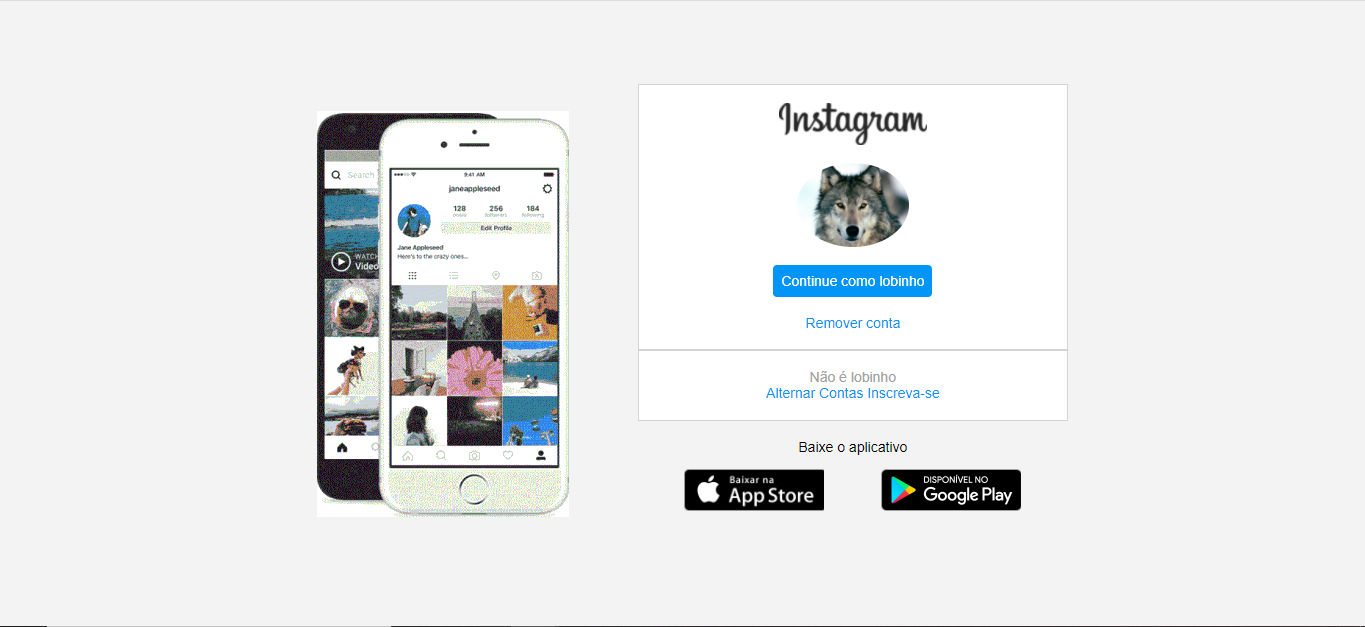 Instagram
Search
WATCH
Video
9:41 AM
janeappleseed
128 256 184
posts followers following
Edit Profile
Jane Appleseed
Here's to the crazy ones...
Continue como lobinho
Remover conta
Não é lobinho
Alternar Contas Inscreva-se
Baixe o aplicativo
Baixar na
App Store
DISPONÍVEL NO
Google Play